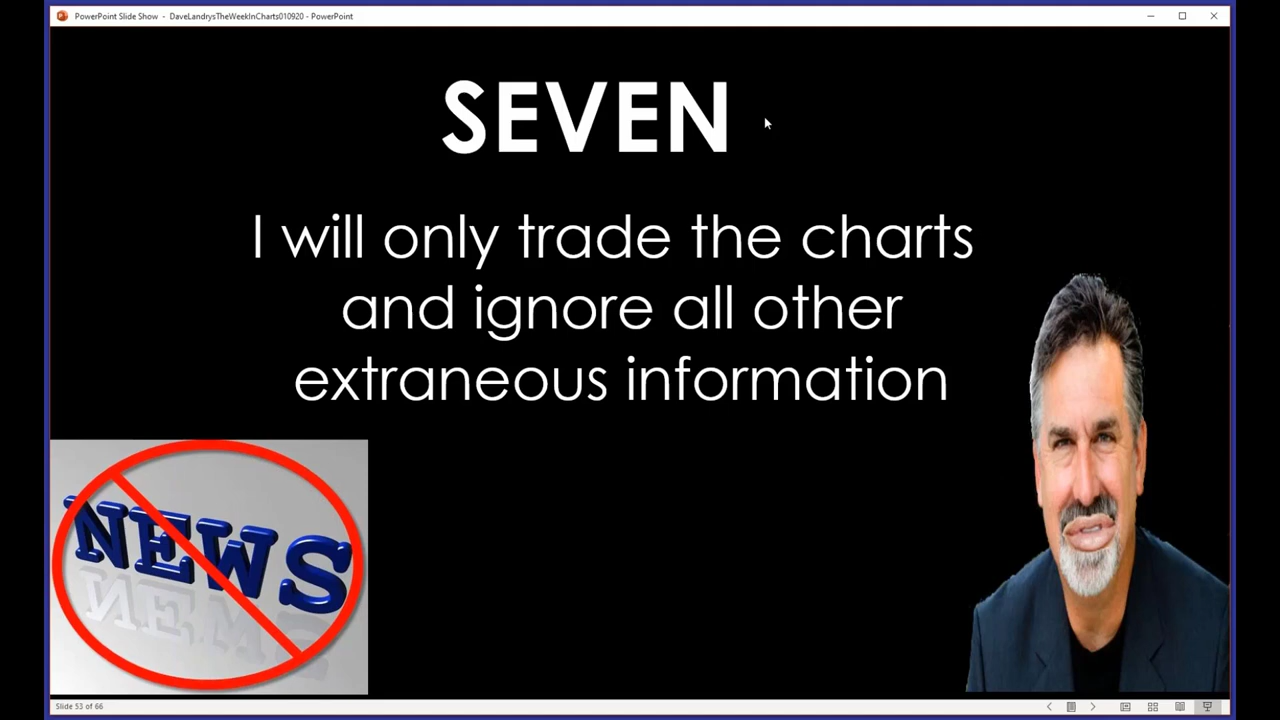 PowerPoint Slide Show - DaveLandrysTheWeekInCharts010920 - PowerPoint
SEVEN
I will only trade the charts
and ignore all other
extraneous information
NEWS
Slide 53 of 66